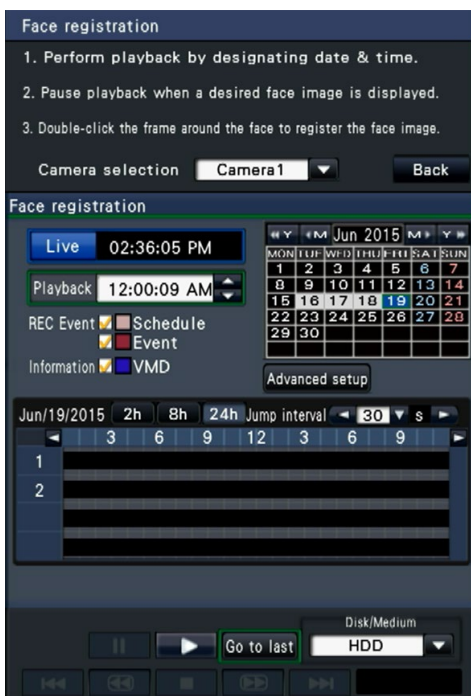 Face registration
1. Perform playback by designating date & time.
2. Pause playback when a desired face image is displayed.
3. Double-click the frame around the face to register the face image.
Camera selection Camera1 Back
Face registration
Live 02:36:05 PM
Playback 12:00:09 AM
REC Event Schedule
Event
Information VMD
Y M Jun 2015 M Y
MON TUE WED THU FRI SAT SUN
1 2 3 4 5 6 7
8 9 10 11 12 13 14
15 16 17 18 19 20 21
22 23 24 25 26 27 28
29 30
Advanced setup
Jun/19/2015 2h 8h 24h Jump interval 30 s
3 6 9 12 3 6 9
1
2
Disk/Medium
Go to last HDD